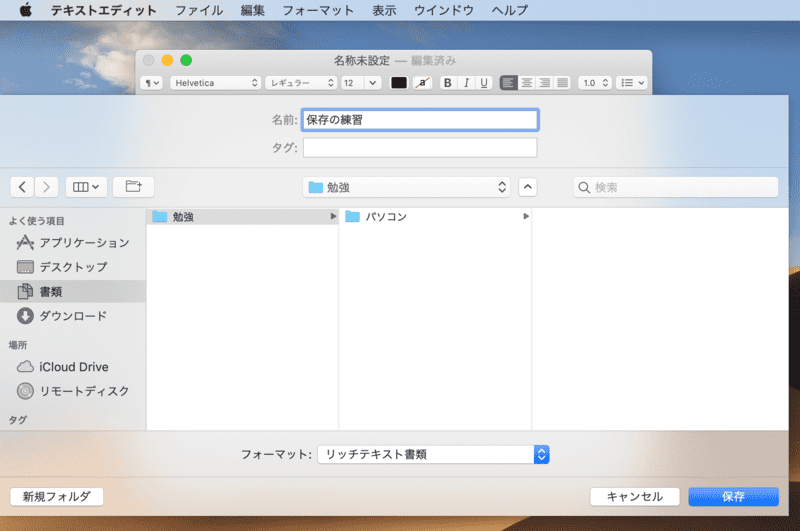 テキストエディット ファイル 編集 フォーマット 表示 ウインドウ ヘルプ
名称未設定 — 編集済み
¶ Helvetica レギュラー 12 a B I U 1.0
名前: 保存の練習
タグ:
勉強 検索
よく使う項目
アプリケーション
デスクトップ
書類
ダウンロード
場所
iCloud Drive
リモートディスク
タグ
勉強 パソコン
フォーマット: リッチテキスト書類
新規フォルダ キャンセル 保存